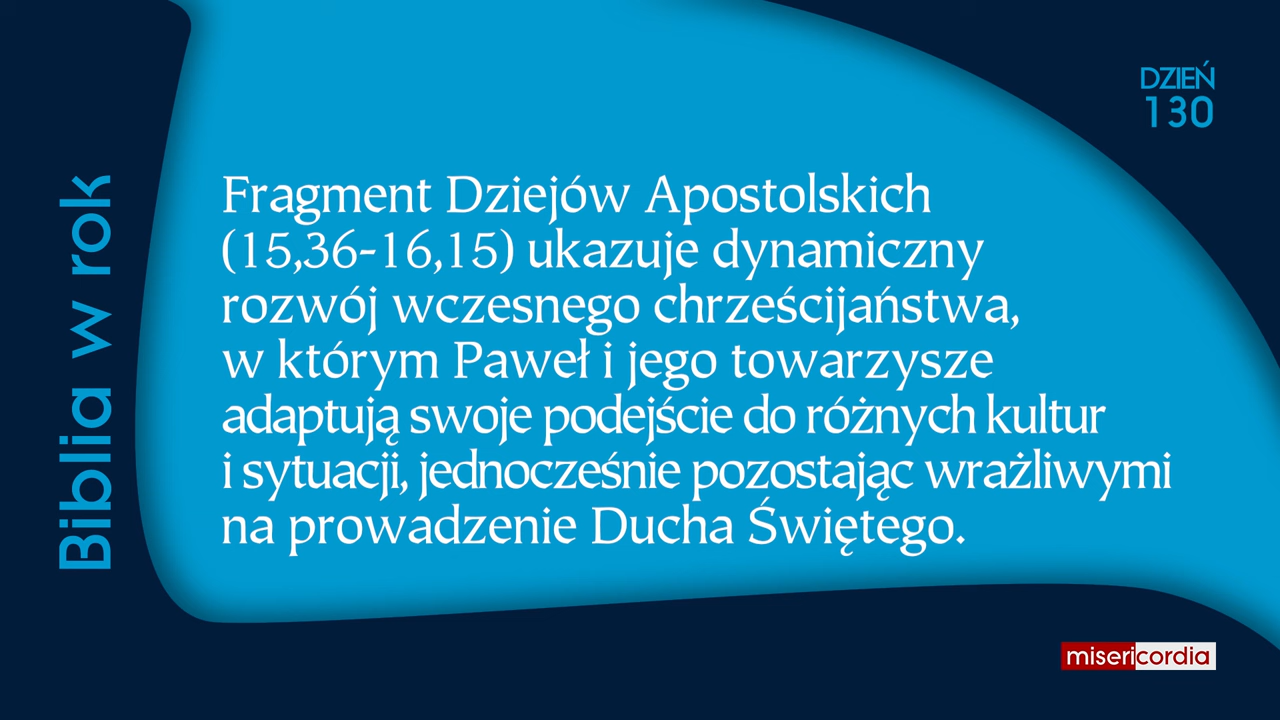 Biblia w rok
DZIEŃ
130
Fragment Dziejów Apostolskich
(15,36-16,15) ukazuje dynamiczny
rozwój wczesnego chrześcijaństwa,
w którym Paweł i jego towarzysze
adaptują swoje podejście do różnych kultur
i sytuacji, jednocześnie pozostając wrażliwymi
na prowadzenie Ducha Świętego.
misericordia